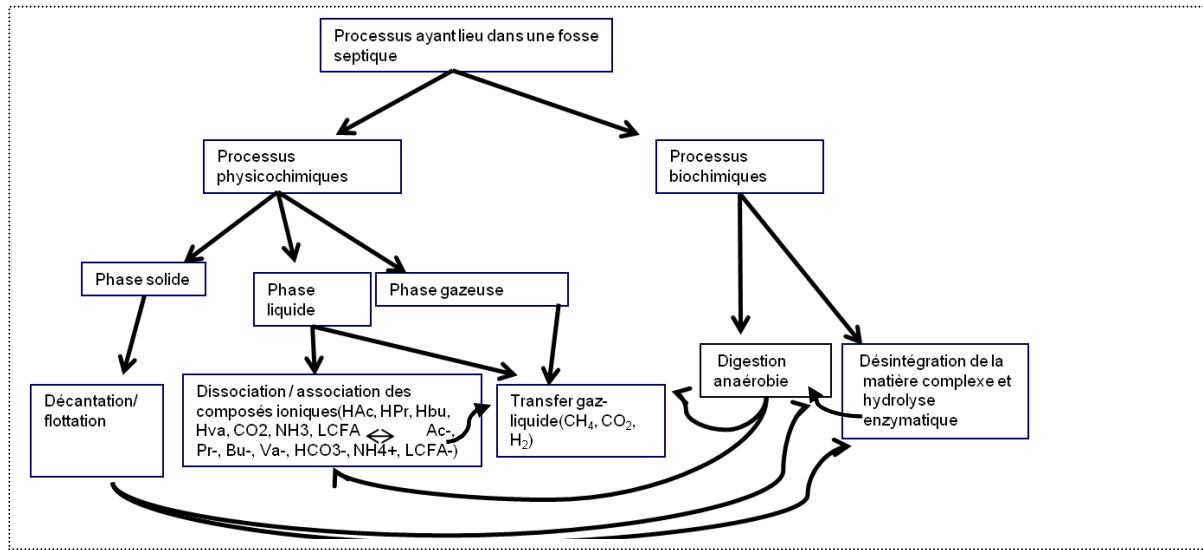 Processus ayant lieu dans une fosse
septique
Processus
physicochimiques
Processus
biochimiques
Phase solide
Phase
liquide
Phase gazeuse
Décantation/
flottation
Dissociation / association des
composés ioniques(HAc, HPr, Hbu,
Hva, CO2, NH3, LCFA <=> Ac-,
Pr-, Bu-, Va-, HCO3-, NH4+, LCFA-)
Transfert gaz-
liquide(CH₄, CO₂,
H₂)
Digestion
anaérobie
Désintégration de la
matière complexe et
hydrolyse
enzymatique